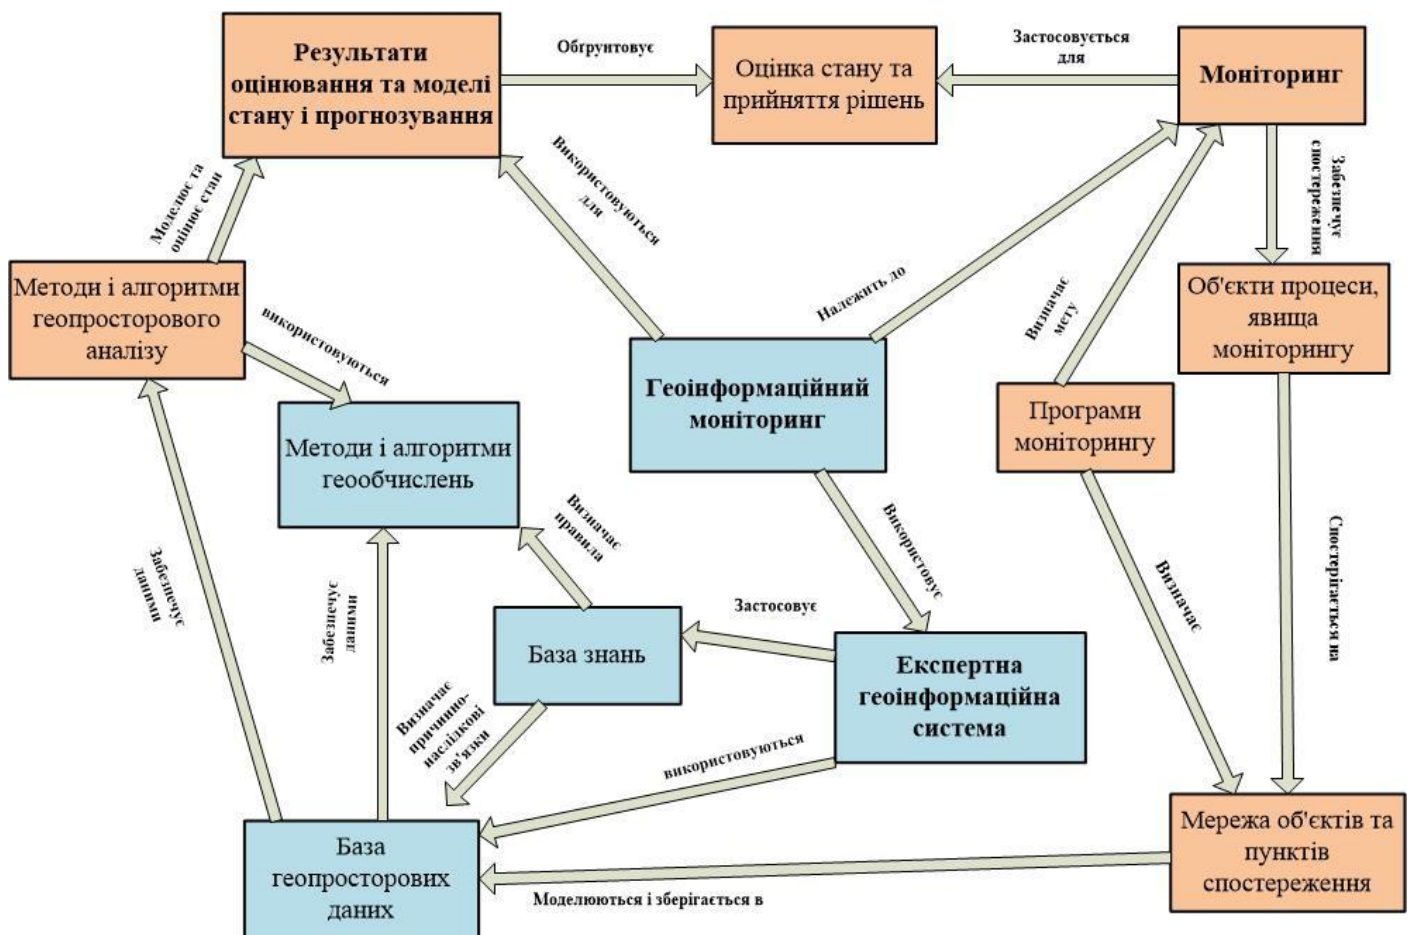 Результати
оцінювання та моделі
стану і прогнозування
Обґрунтовує
Оцінка стану та
прийняття рішень
Застосовується
для
Моніторинг
Моделює та
оцінює стан
Використовуються
для
Забезпечує
спостереження
Методи і алгоритми
геопросторового
аналізу
використовуються
Належить до
Визначає
мету
Об'єкти процеси,
явища
моніторингу
Геоінформаційний
моніторинг
Програми
моніторингу
Методи і алгоритми
геообчислень
Визначає
правила
Використовує
Спостерігається на
Забезпечує
даними
Забезпечує
даними
Застосовує
Визначає
База знань
Експертна
геоінформаційна
система
Визначає
причинно-
наслідкові
зв'язки
використовуються
Мережа об'єктів та
пунктів
спостереження
База
геопросторових
даних
Моделюються і зберігається в